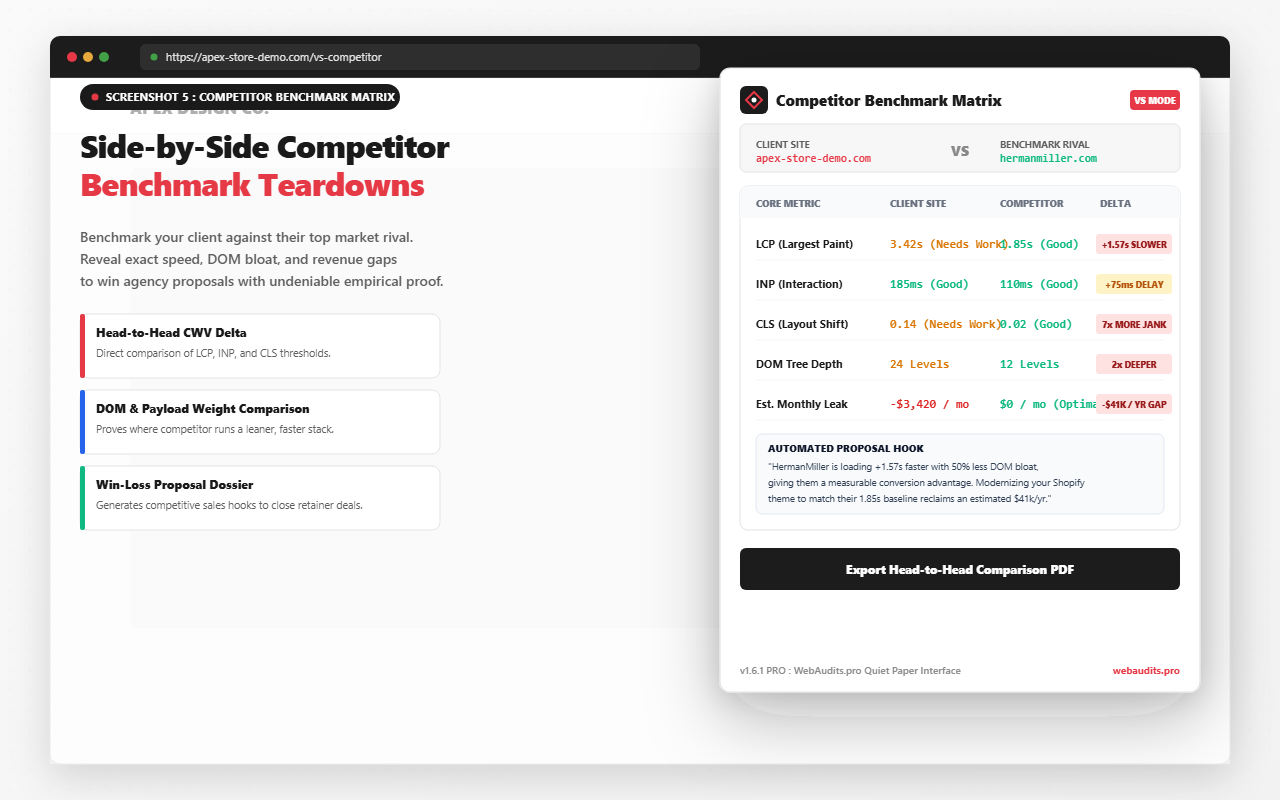 https://apex-store-demo.com/vs-competitor
SCREENSHOT 5 : COMPETITOR BENCHMARK MATRIX
APEX DESIGN CO.
Side-by-Side Competitor
Benchmark Teardowns
Benchmark your client against their top market rival.
Reveal exact speed, DOM bloat, and revenue gaps
to win agency proposals with undeniable empirical proof.
Head-to-Head CWV Delta
Direct comparison of LCP, INP, and CLS thresholds.
DOM & Payload Weight Comparison
Proves where competitor runs a leaner, faster stack.
Win-Loss Proposal Dossier
Generates competitive sales hooks to close retainer deals.
Competitor Benchmark Matrix VS MODE
CLIENT SITE VS BENCHMARK RIVAL
apex-store-demo.com hermanmiller.com
CORE METRIC CLIENT SITE COMPETITOR DELTA
LCP (Largest Paint) 3.42s (Needs Work) 1.85s (Good) +1.57s SLOWER
INP (Interaction) 185ms (Good) 110ms (Good) +75ms DELAY
CLS (Layout Shift) 0.14 (Needs Work) 0.02 (Good) 7x MORE JANK
DOM Tree Depth 24 Levels 12 Levels 2x DEEPER
Est. Monthly Leak -$3,420 / mo $0 / mo (Optima -$41K / YR GAP
AUTOMATED PROPOSAL HOOK
"HermanMiller is loading +1.57s faster with 50% less DOM bloat,
giving them a measurable conversion advantage. Modernizing your Shopify
theme to match their 1.85s baseline reclaims an estimated $41k/yr."
Export Head-to-Head Comparison PDF
v1.6.1 PRO : WebAudits.pro Quiet Paper Interface webaudits.pro